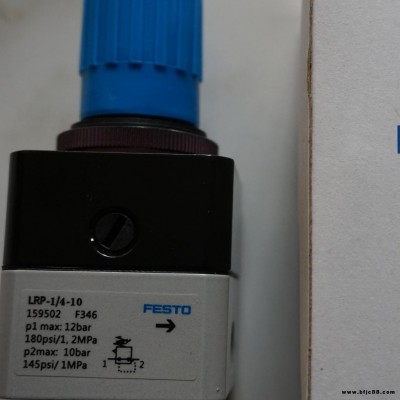 LRP-1/4-10
159502 F346
p1 max: 12bar
180psi/1, 2MPa
p2max: 10bar
145psi/ 1MPa
FESTO
1 2
www.btjc68.com